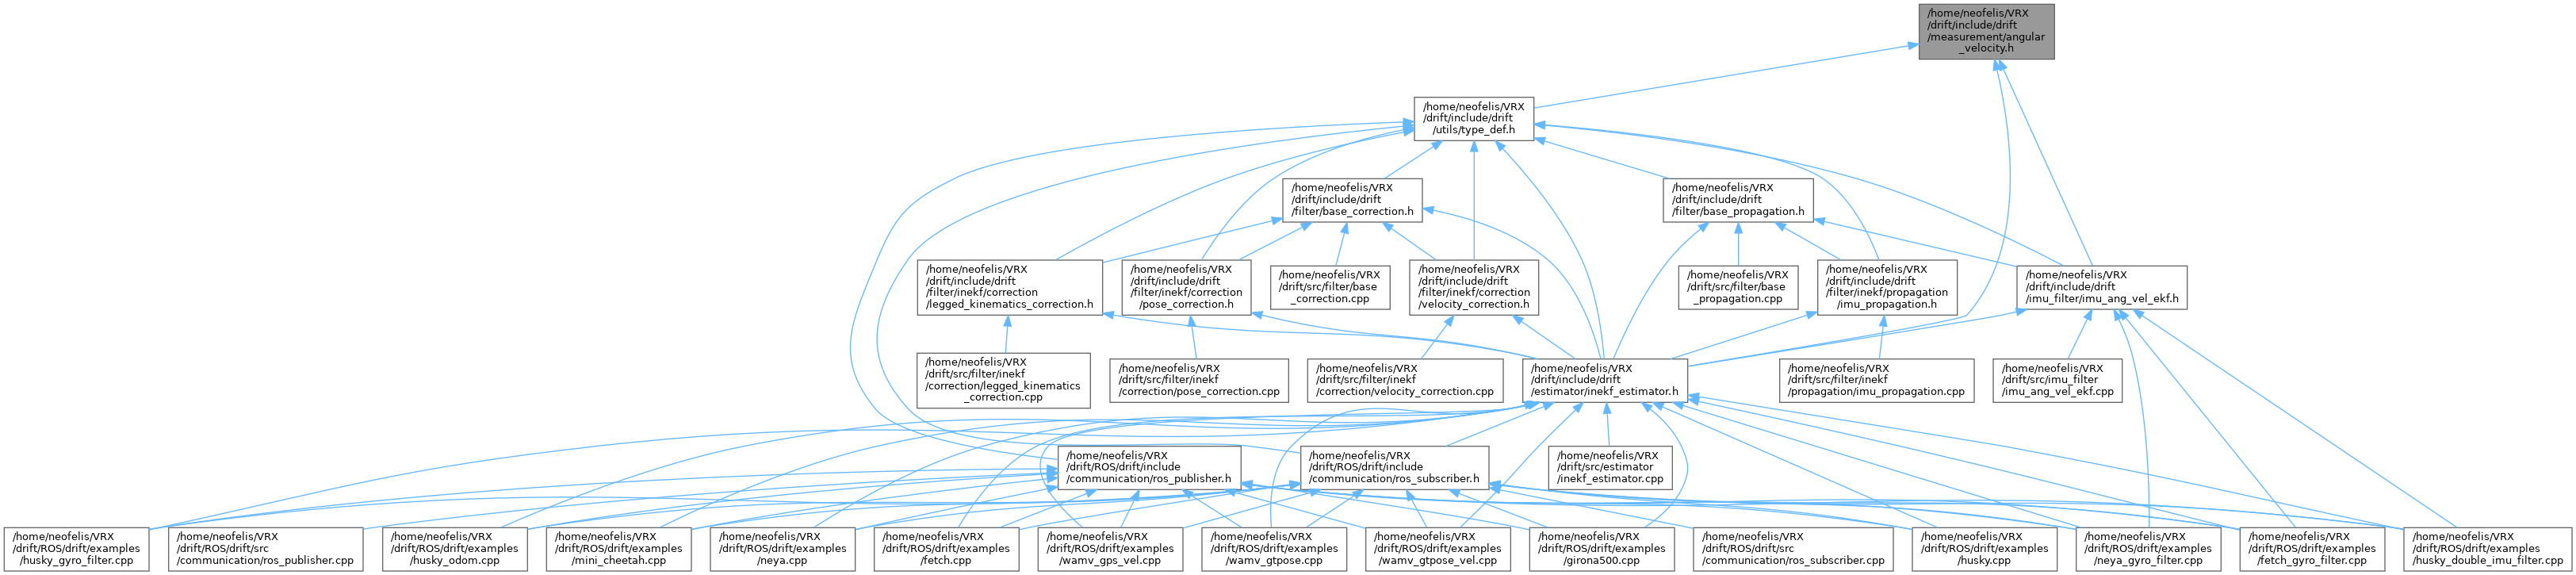 /home/neofelis/VRX
/drift/include/drift
/measurement/angular
_velocity.h
/home/neofelis/VRX
/drift/include/drift
/utils/type_def.h
/home/neofelis/VRX
/drift/include/drift
/filter/base_correction.h
/home/neofelis/VRX
/drift/include/drift
/filter/base_propagation.h
/home/neofelis/VRX
/drift/include/drift
/filter/inekf/correction
/legged_kinematics_correction.h
/home/neofelis/VRX
/drift/include/drift
/filter/inekf/correction
/pose_correction.h
/home/neofelis/VRX
/drift/src/filter/base
_correction.cpp
/home/neofelis/VRX
/drift/include/drift
/filter/inekf/correction
/velocity_correction.h
/home/neofelis/VRX
/drift/src/filter/base
_propagation.cpp
/home/neofelis/VRX
/drift/include/drift
/filter/inekf/propagation
/imu_propagation.h
/home/neofelis/VRX
/drift/include/drift
/imu_filter/imu_ang_vel_ekf.h
/home/neofelis/VRX
/drift/src/filter/inekf
/correction/legged_kinematics
_correction.cpp
/home/neofelis/VRX
/drift/src/filter/inekf
/correction/pose_correction.cpp
/home/neofelis/VRX
/drift/src/filter/inekf
/correction/velocity_correction.cpp
/home/neofelis/VRX
/drift/include/drift
/estimator/inekf_estimator.h
/home/neofelis/VRX
/drift/src/filter/inekf
/propagation/imu_propagation.cpp
/home/neofelis/VRX
/drift/src/imu_filter
/imu_ang_vel_ekf.cpp
/home/neofelis/VRX
/drift/ROS/drift/include
/communication/ros_publisher.h
/home/neofelis/VRX
/drift/ROS/drift/include
/communication/ros_subscriber.h
/home/neofelis/VRX
/drift/src/estimator
/inekf_estimator.cpp
/home/neofelis/VRX
/drift/ROS/drift/examples
/husky_gyro_filter.cpp
/home/neofelis/VRX
/drift/ROS/drift/src
/communication/ros_publisher.cpp
/home/neofelis/VRX
/drift/ROS/drift/examples
/husky_odom.cpp
/home/neofelis/VRX
/drift/ROS/drift/examples
/mini_cheetah.cpp
/home/neofelis/VRX
/drift/ROS/drift/examples
/neya.cpp
/home/neofelis/VRX
/drift/ROS/drift/examples
/fetch.cpp
/home/neofelis/VRX
/drift/ROS/drift/examples
/wamv_gps_vel.cpp
/home/neofelis/VRX
/drift/ROS/drift/examples
/wamv_gtpose.cpp
/home/neofelis/VRX
/drift/ROS/drift/examples
/wamv_gtpose_vel.cpp
/home/neofelis/VRX
/drift/ROS/drift/examples
/girona500.cpp
/home/neofelis/VRX
/drift/ROS/drift/src
/communication/ros_subscriber.cpp
/home/neofelis/VRX
/drift/ROS/drift/examples
/husky.cpp
/home/neofelis/VRX
/drift/ROS/drift/examples
/neya_gyro_filter.cpp
/home/neofelis/VRX
/drift/ROS/drift/examples
/fetch_gyro_filter.cpp
/home/neofelis/VRX
/drift/ROS/drift/examples
/husky_double_imu_filter.cpp